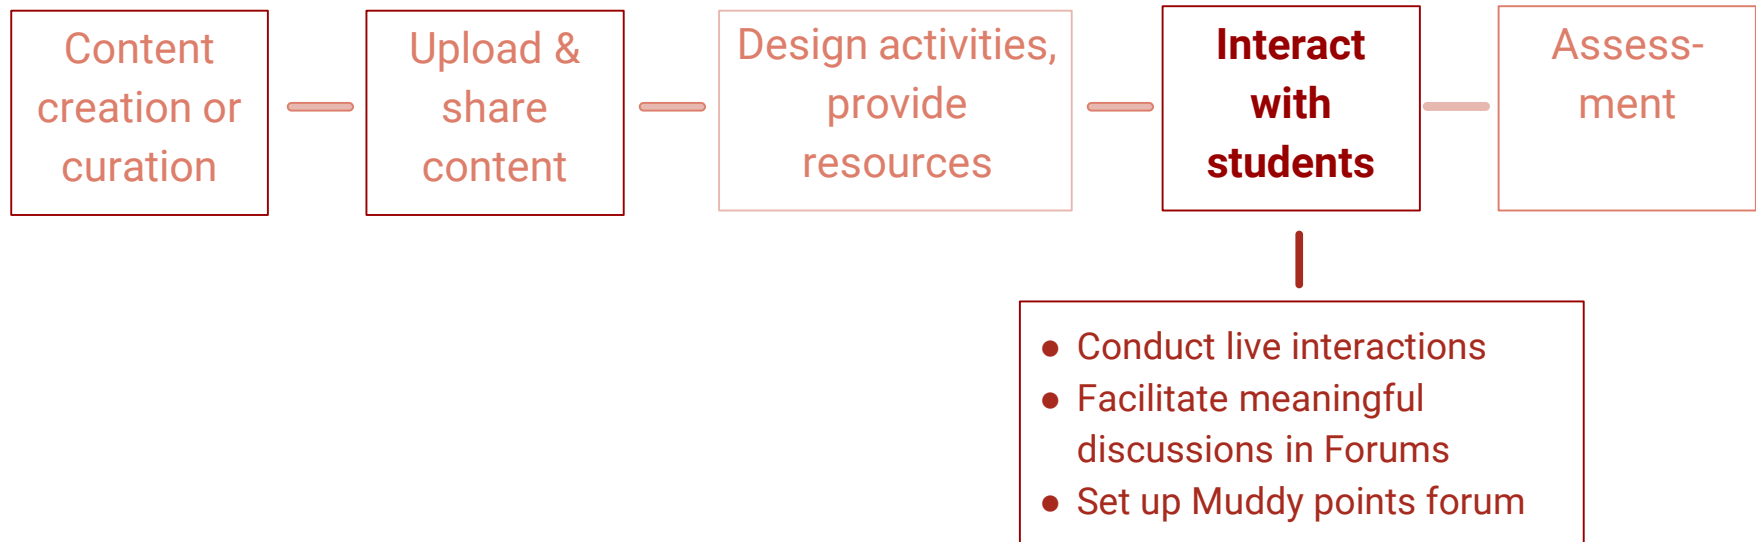 Content
creation or
curation
Upload &
share
content
Design activities,
provide
resources
Interact
with
students
Assess-
ment
● Conduct live interactions
● Facilitate meaningful
discussions in Forums
● Set up Muddy points forum